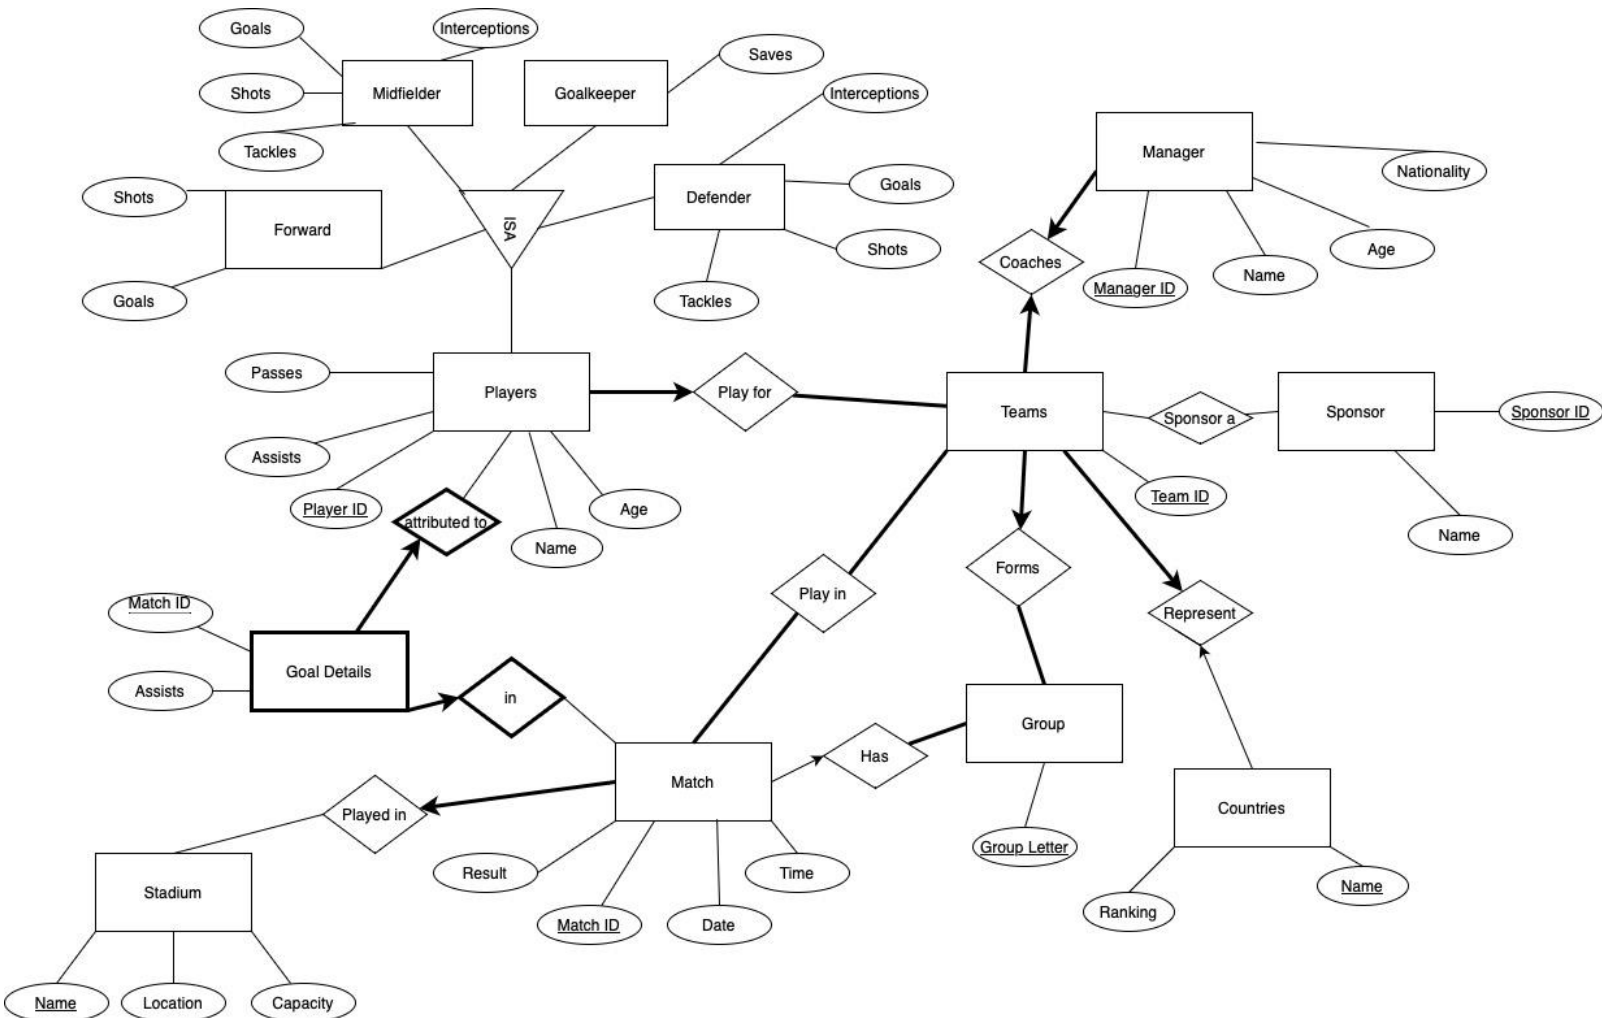 Goals
Interceptions
Saves
Shots
Midfielder
Goalkeeper
Interceptions
Tackles
Manager
Nationality
Shots
Forward
ISA
Defender
Goals
Shots
Age
Coaches
Name
Manager ID
Goals
Tackles
Passes
Players
Play for
Teams
Sponsor a
Sponsor
Sponsor ID
Assists
Player ID
attributed to
Age
Name
Team ID
Name
Match ID
Play in
Forms
Represent
Goal Details
Assists
in
Group
Has
Match
Countries
Played in
Group Letter
Result
Time
Stadium
Match ID
Date
Ranking
Name
Name
Location
Capacity